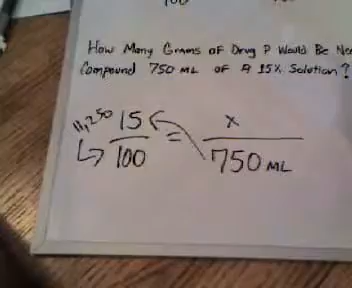 100
How Many Grams of Drug P Would Be
Compound 750 mL of A 15% Solution?
11,250 15 = x
100 750 mL